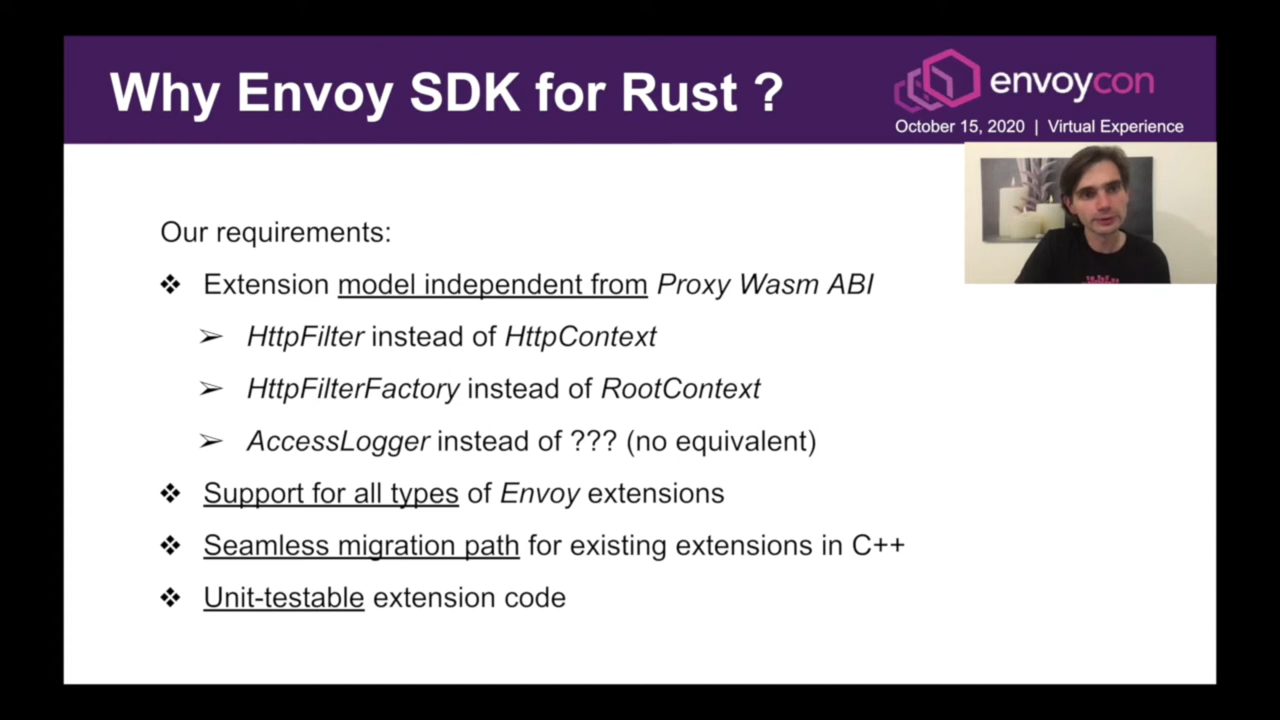 Why Envoy SDK for Rust ?
envoycon
October 15, 2020 | Virtual Experience
Our requirements:
❖ Extension model independent from Proxy Wasm ABI
➢ HttpFilter instead of HttpContext
➢ HttpFilterFactory instead of RootContext
➢ AccessLogger instead of ??? (no equivalent)
❖ Support for all types of Envoy extensions
❖ Seamless migration path for existing extensions in C++
❖ Unit-testable extension code